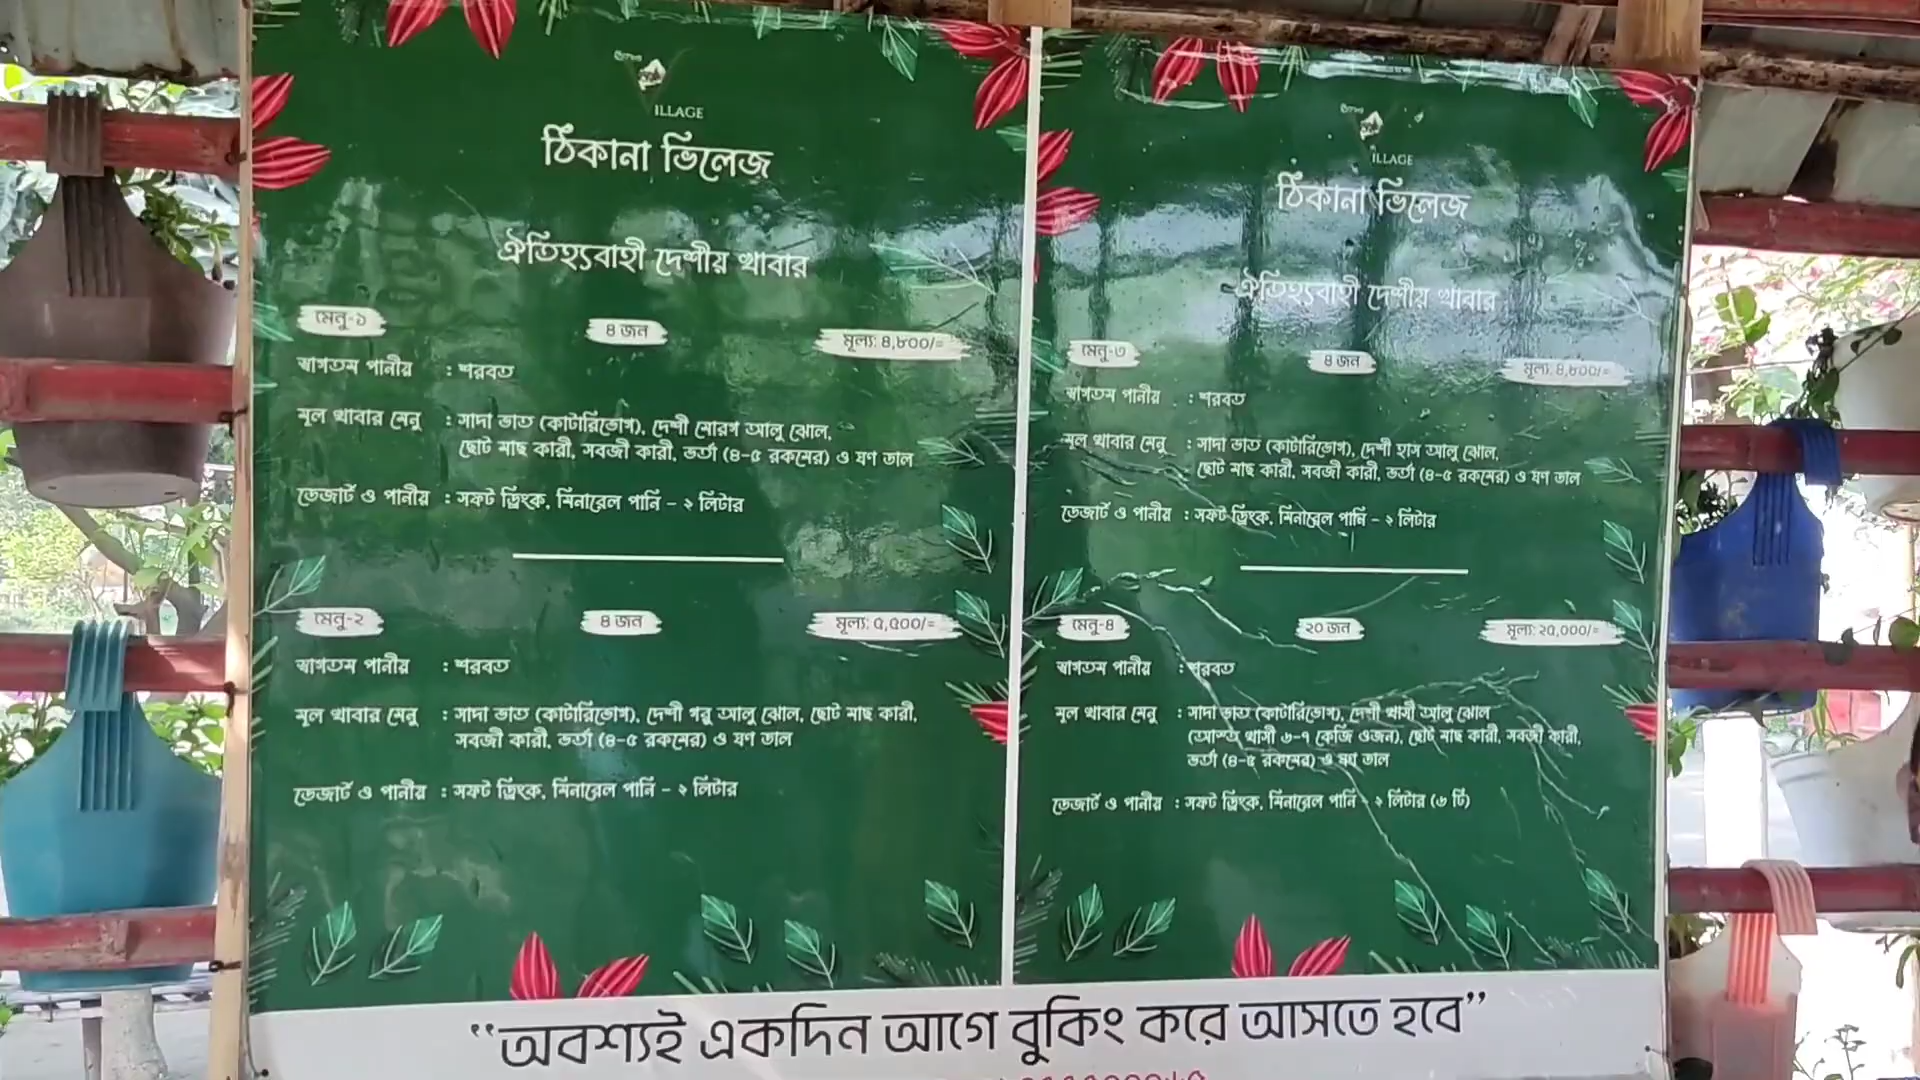 ILLAGE
ঠিকানা ভিলেজ
ঐতিহ্যবাহী দেশীয় খাবার
মেনু-১ ৪ জন মূল্য: ৪,৮০০/=
স্বাগতম পানীয় : শরবত
মূল খাবার মেনু : সাদা ভাত (কাটারিভোগ), দেশী মোরগ আলু ঝোল,
ছোট মাছ কারী, সবজী কারী, ভর্তা (৪-৫ রকমের) ও ঘণ ডাল
ডেজার্ট ও পানীয় : সফট ড্রিংক, মিনারেল পানি – ২ লিটার
মেনু-২ ৪ জন মূল্য: ৫,৫০০/=
স্বাগতম পানীয় : শরবত
মূল খাবার মেনু : সাদা ভাত (কাটারিভোগ), দেশী গরু আলু ঝোল, ছোট মাছ কারী,
সবজী কারী, ভর্তা (৪-৫ রকমের) ও ঘণ ডাল
ডেজার্ট ও পানীয় : সফট ড্রিংক, মিনারেল পানি – ২ লিটার
ILLAGE
ঠিকানা ভিলেজ
ঐতিহ্যবাহী দেশীয় খাবার
মেনু-৩ ৪ জন মূল্য: ৪,৮০০/=
স্বাগতম পানীয় : শরবত
মূল খাবার মেনু : সাদা ভাত (কাটারিভোগ), দেশী হাস আলু ঝোল,
ছোট মাছ কারী, সবজী কারী, ভর্তা (৪-৫ রকমের) ও ঘণ ডাল
ডেজার্ট ও পানীয় : সফট ড্রিংক, মিনারেল পানি – ২ লিটার
মেনু-৪ ২০ জন মূল্য: ২৫,০০০/=
স্বাগতম পানীয় : শরবত
মূল খাবার মেনু : সাদা ভাত (কাটারিভোগ), দেশী খাসী আলু ঝোল
(আস্ত খাসী ৬-৭ কেজি ওজন), ছোট মাছ কারী, সবজী কারী,
ভর্তা (৪-৫ রকমের) ও ঘণ ডাল
ডেজার্ট ও পানীয় : সফট ড্রিংক, মিনারেল পানি - ২ লিটার (৬ টি)
“অবশ্যই একদিন আগে বুকিং করে আসতে হবে”